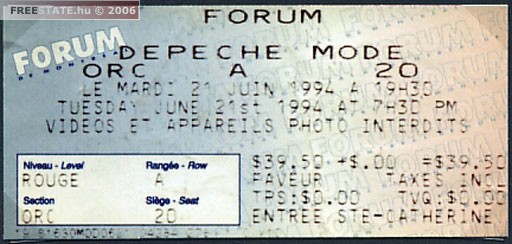 FREESTATE.hu © 2006
FORUM
FORUM
DE MONTRÉAL
DEPECHE MODE
ORC A 20
LE MARDI 21 JUIN 1994 A 19H30
TUESDAY JUNE 21st 1994 AT 7H30 PM
VIDEOS ET APPAREILS PHOTO INTERDITS
Niveau - Level Rangée - Row
ROUGE A
Section Siège - Seat
ORC 20
$39.50 +$.00 =$39.50
FAVEUR TAXES INCL
TPS:$0.00 TVQ:$0.00
ENTREE STE-CATHERINE